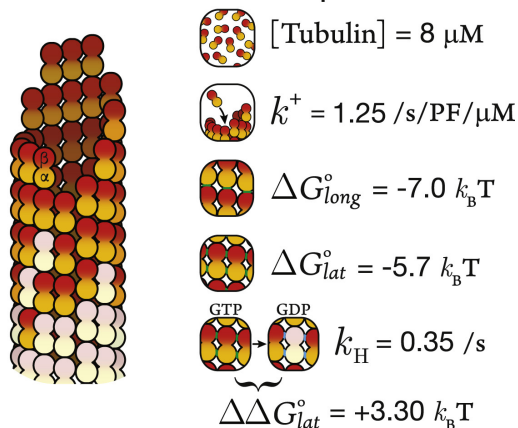 [Tubulin] = 8 μM
k⁺ = 1.25 /s/PF/μM
β
α
ΔG°long = -7.0 kBT
ΔG°lat = -5.7 kBT
GTP GDP
kH = 0.35 /s
ΔΔG°lat = +3.30 kBT